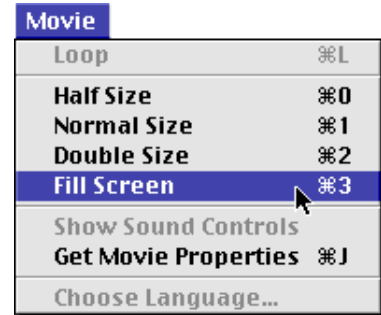 Movie
Loop ⌘L
Half Size ⌘0
Normal Size ⌘1
Double Size ⌘2
Fill Screen ⌘3
Show Sound Controls
Get Movie Properties ⌘J
Choose Language...